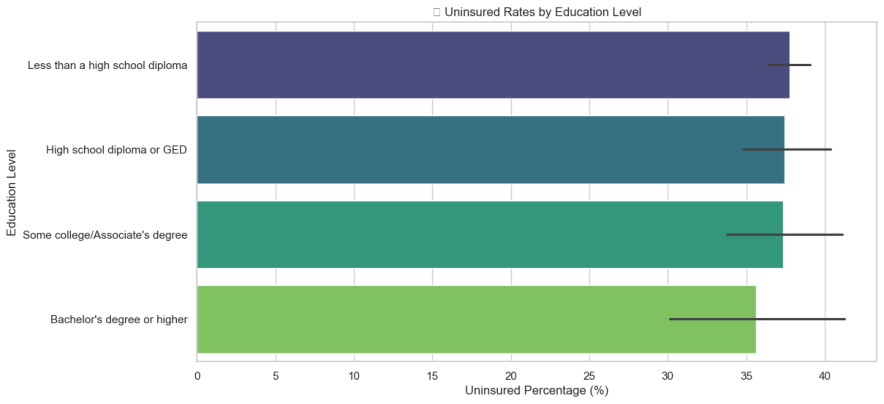 Uninsured Rates by Education Level
Less than a high school diploma
High school diploma or GED
Some college/Associate's degree
Bachelor's degree or higher
Education Level
0 5 10 15 20 25 30 35 40
Uninsured Percentage (%)